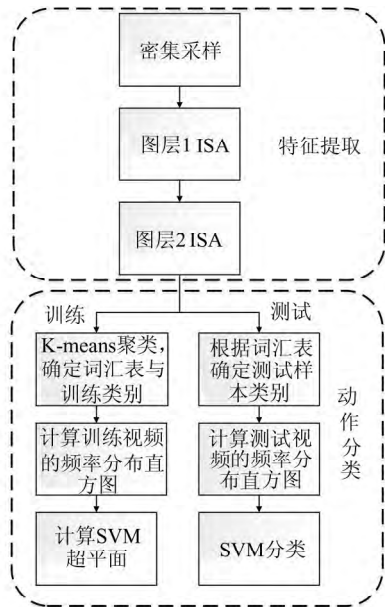 密集采样
图层1 ISA
特征提取
图层2 ISA
训练
测试
K-means聚类,
确定词汇表与
训练类别
根据词汇表
确定测试样
本类别
动作分类
计算训练视频
的频率分布直
方图
计算测试视
频的频率分
布直方图
计算SVM
超平面
SVM分类